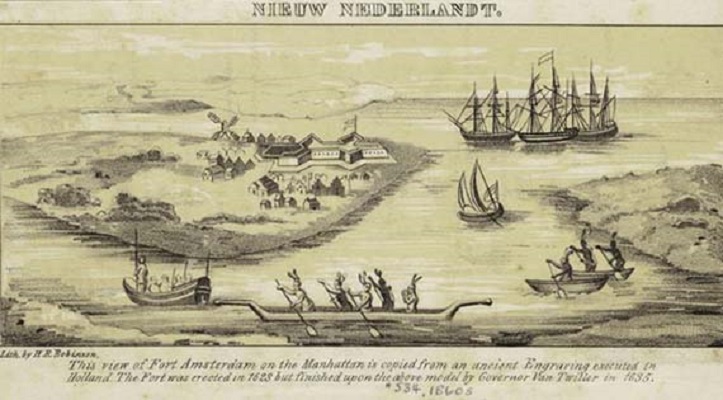 NIEUW NEDERLANDT.
Lith. by H. R. Robinson.
This view of Fort Amsterdam on the Manhattan is copied from an ancient Engraving executed in
Holland. The Fort was erected in 1623 but finished upon the above model by Governor Van Twiller in 1635.
534, 1860s